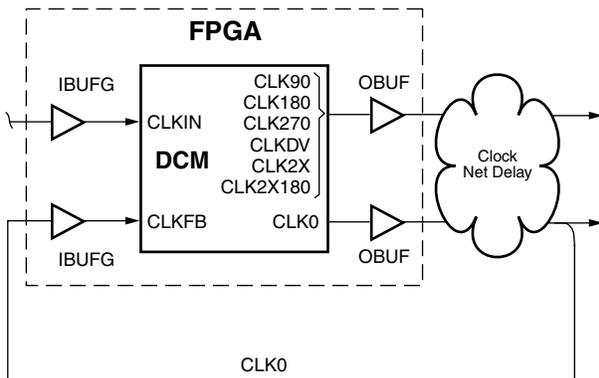 FPGA
IBUFG
CLK90
OBUF
CLK180
CLKIN
CLK270
CLKDV
DCM
CLK2X
CLK2X180
Clock
Net Delay
CLKFB
CLK0
IBUFG
OBUF
CLK0